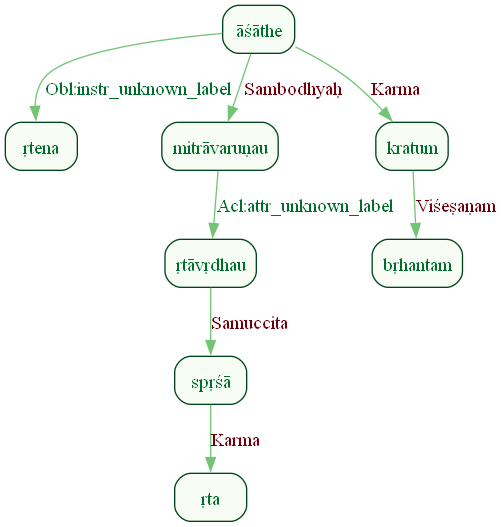 āśāthe
Obl:instr_unknown_label Sambodhyaḥ Karma
ṛtena mitrāvaruṇau kratum
Acl:attr_unknown_label Viśeṣaṇam
ṛtāvṛdhau bṛhantam
Samuccita
spṛśā
Karma
ṛta